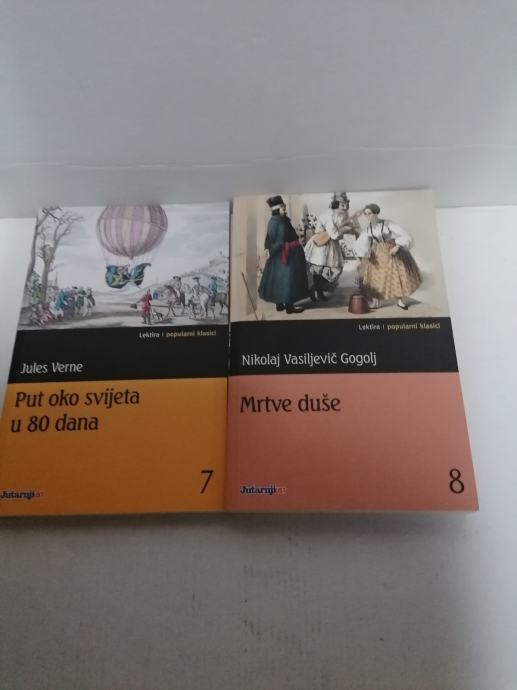 Lektira i popularni klasici
Jules Verne
Put oko svijeta
u 80 dana
Jutarnji
7
Lektira i popularni klasici
Nikolaj Vasiljevič Gogolj
Mrtve duše
Jutarnji
8